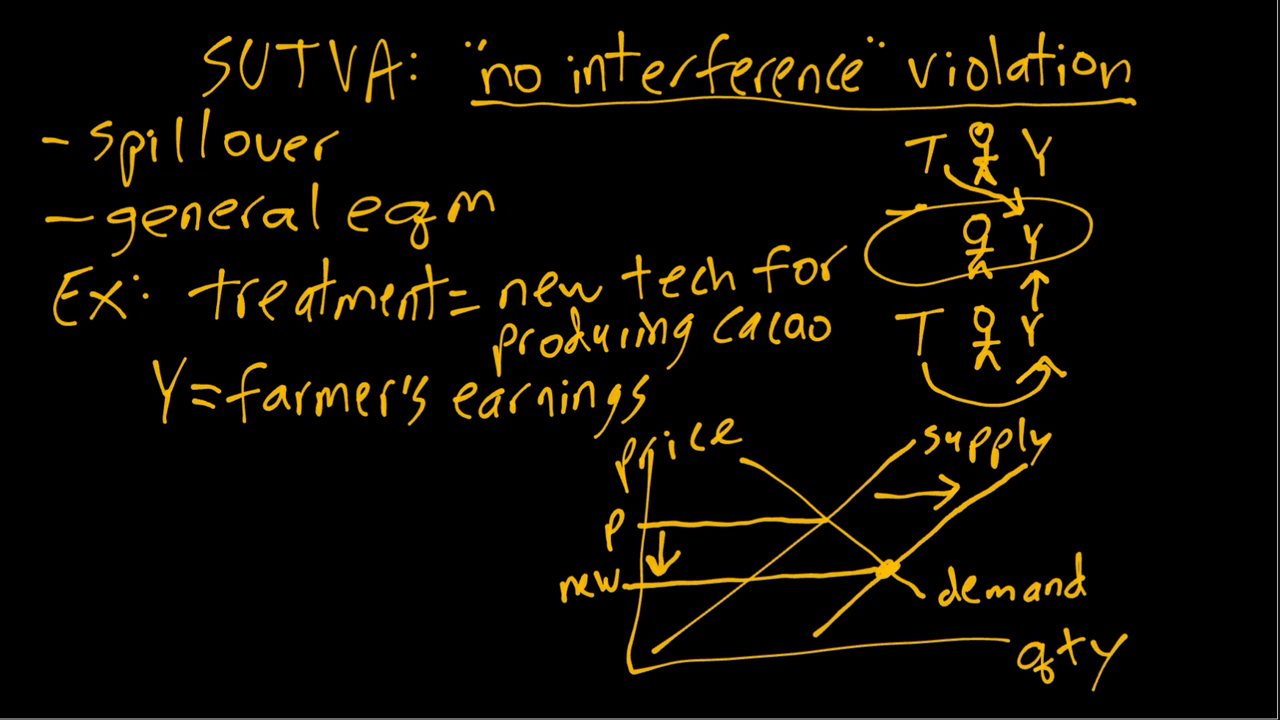 SUTVA: "no interference" violation
- spillover
- general eqm
Ex: treatment = new tech for
producing cacao
Y = farmer's earnings
T Y
Y
T Y
price
supply
p
new
demand
qty